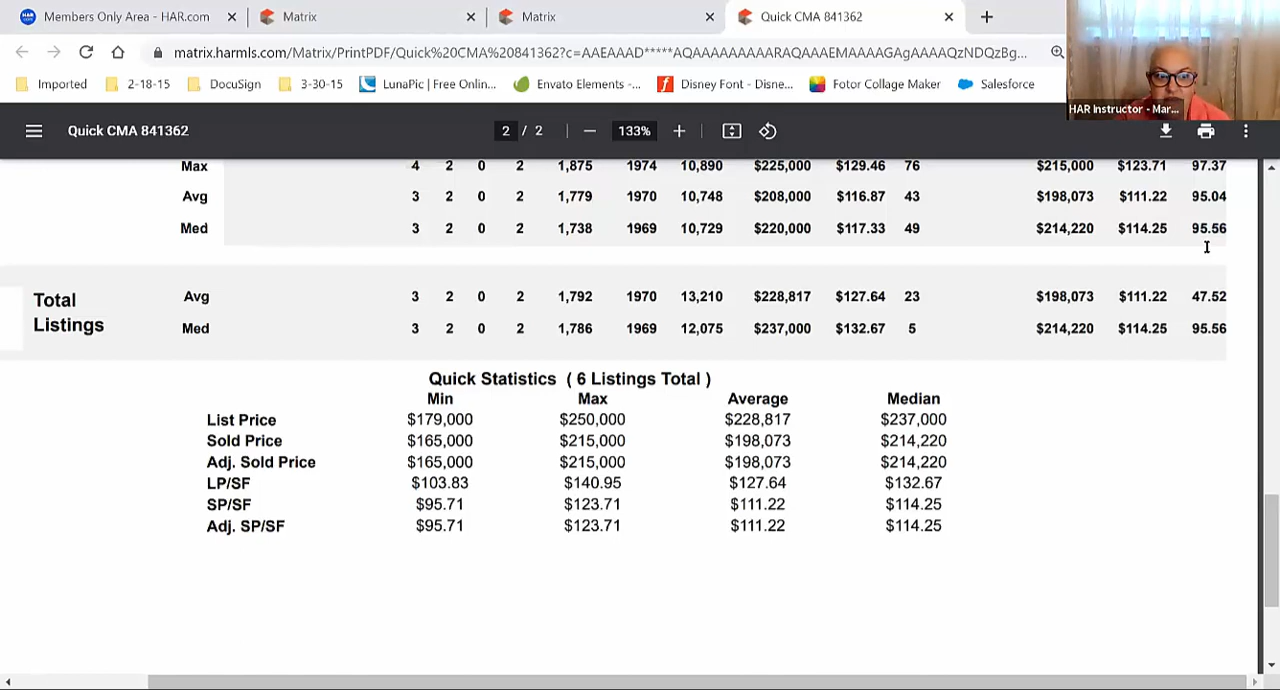 Members Only Area - HAR.com
Matrix
Matrix
Quick CMA 841362
matrix.harmls.com/Matrix/PrintPDF/Quick%20CMA%20841362?c=AAEAAAD*****AQAAAAAAAAARAQAAAEMAAAAGAgAAAAQzNDQzBg...
Imported
2-18-15
DocuSign
3-30-15
LunaPic | Free Onlin...
Envato Elements -...
Disney Font - Disne...
Fotor Collage Maker
Salesforce
HAR Instructor - Mar...
Quick CMA 841362
2 / 2
133%
Max 4 2 0 2 1,875 1974 10,890 $225,000 $129.46 76 $215,000 $123.71 97.37
Avg 3 2 0 2 1,779 1970 10,748 $208,000 $116.87 43 $198,073 $111.22 95.04
Med 3 2 0 2 1,738 1969 10,729 $220,000 $117.33 49 $214,220 $114.25 95.56
Total Listings
Avg 3 2 0 2 1,792 1970 13,210 $228,817 $127.64 23 $198,073 $111.22 47.52
Med 3 2 0 2 1,786 1969 12,075 $237,000 $132.67 5 $214,220 $114.25 95.56
Quick Statistics ( 6 Listings Total )
Min Max Average Median
List Price $179,000 $250,000 $228,817 $237,000
Sold Price $165,000 $215,000 $198,073 $214,220
Adj. Sold Price $165,000 $215,000 $198,073 $214,220
LP/SF $103.83 $140.95 $127.64 $132.67
SP/SF $95.71 $123.71 $111.22 $114.25
Adj. SP/SF $95.71 $123.71 $111.22 $114.25